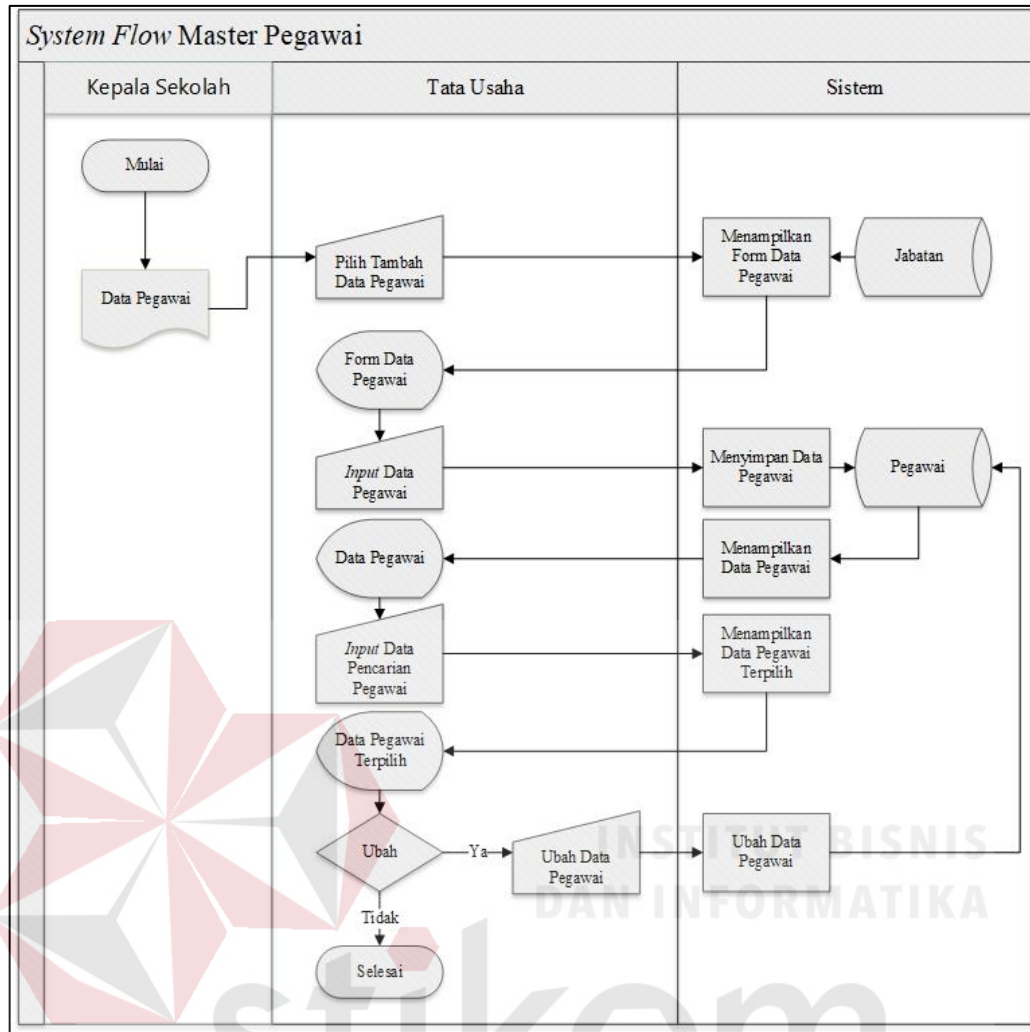 System Flow Master Pegawai
Kepala Sekolah
Tata Usaha
Sistem
Mulai
Data Pegawai
Pilih Tambah
Data Pegawai
Menampilkan
Form Data
Pegawai
Jabatan
Form Data
Pegawai
Input Data
Pegawai
Menyimpan Data
Pegawai
Pegawai
Data Pegawai
Menampilkan
Data Pegawai
Input Data
Pencarian
Pegawai
Menampilkan
Data Pegawai
Terpilih
Data Pegawai
Terpilih
Ubah
Ya
Ubah Data
Pegawai
Ubah Data
Pegawai
Tidak
Selesai
INSTITUT BISNIS
DAN INFORMATIKA
stikom